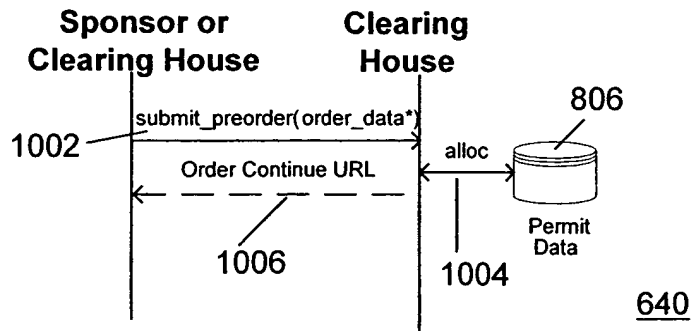 Sponsor or
Clearing House
Clearing
House
806
submit_preorder(order_data*)
1002
alloc
Order Continue URL
Permit
Data
1006
1004
640